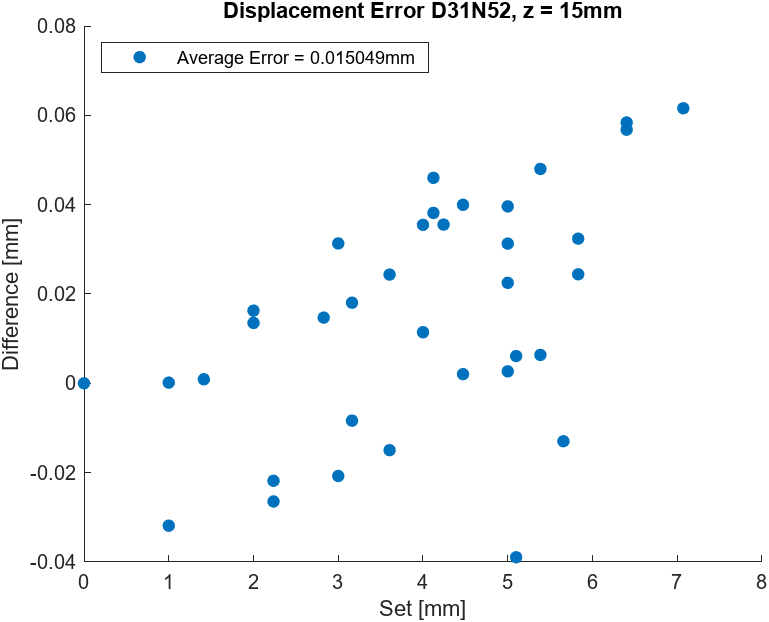 Displacement Error D31N52, z = 15mm
Average Error = 0.015049mm
0.08
0.06
0.04
0.02
0
-0.02
-0.04
Difference [mm]
0 1 2 3 4 5 6 7 8
Set [mm]